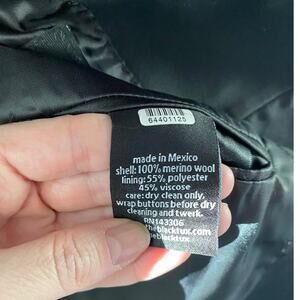 64401125
made in Mexico
shell: 100% merino wool
lining: 55% polyester
45% viscose
care: dry clean only,
wrap buttons before dry
cleaning and twerk.
RN143306
theblacktux.com
theblacktux.